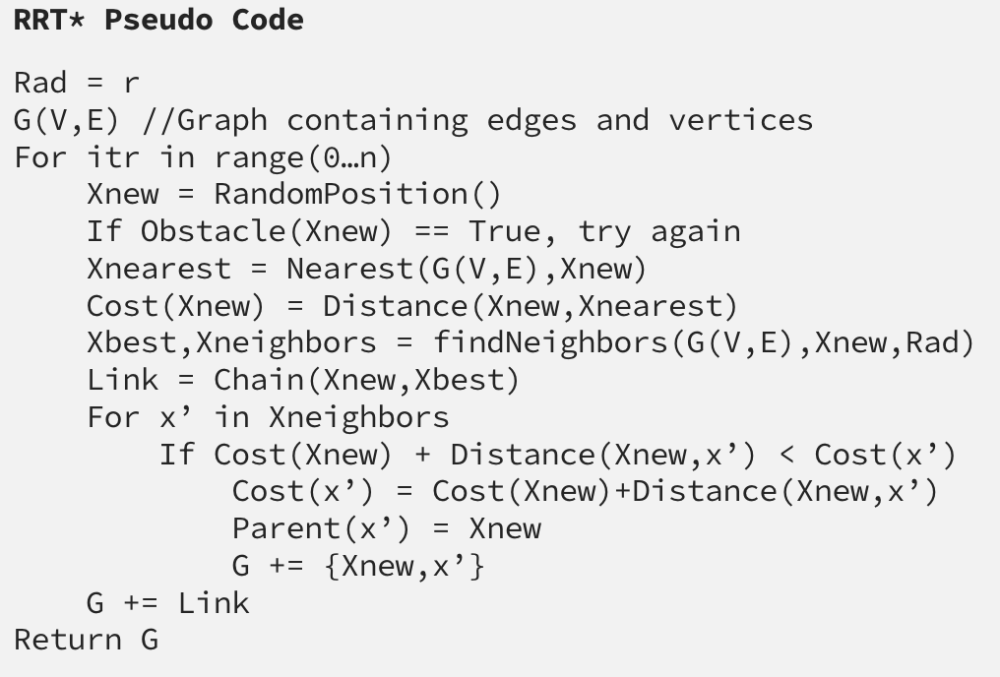 RRT* Pseudo Code
Rad = r
G(V,E) //Graph containing edges and vertices
For itr in range(0…n)
    Xnew = RandomPosition()
    If Obstacle(Xnew) == True, try again
    Xnearest = Nearest(G(V,E),Xnew)
    Cost(Xnew) = Distance(Xnew,Xnearest)
    Xbest,Xneighbors = findNeighbors(G(V,E),Xnew,Rad)
    Link = Chain(Xnew,Xbest)
    For x’ in Xneighbors
        If Cost(Xnew) + Distance(Xnew,x’) < Cost(x’)
            Cost(x’) = Cost(Xnew)+Distance(Xnew,x’)
            Parent(x’) = Xnew
            G += {Xnew,x’}
    G += Link
Return G